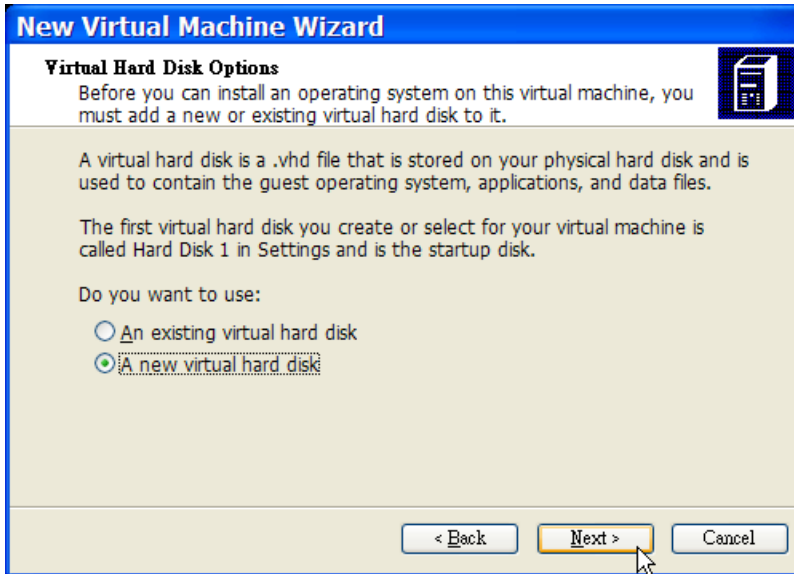 New Virtual Machine Wizard
Virtual Hard Disk Options
Before you can install an operating system on this virtual machine, you
must add a new or existing virtual hard disk to it.
A virtual hard disk is a .vhd file that is stored on your physical hard disk and is
used to contain the guest operating system, applications, and data files.
The first virtual hard disk you create or select for your virtual machine is
called Hard Disk 1 in Settings and is the startup disk.
Do you want to use:
An existing virtual hard disk
A new virtual hard disk
< Back
Next >
Cancel